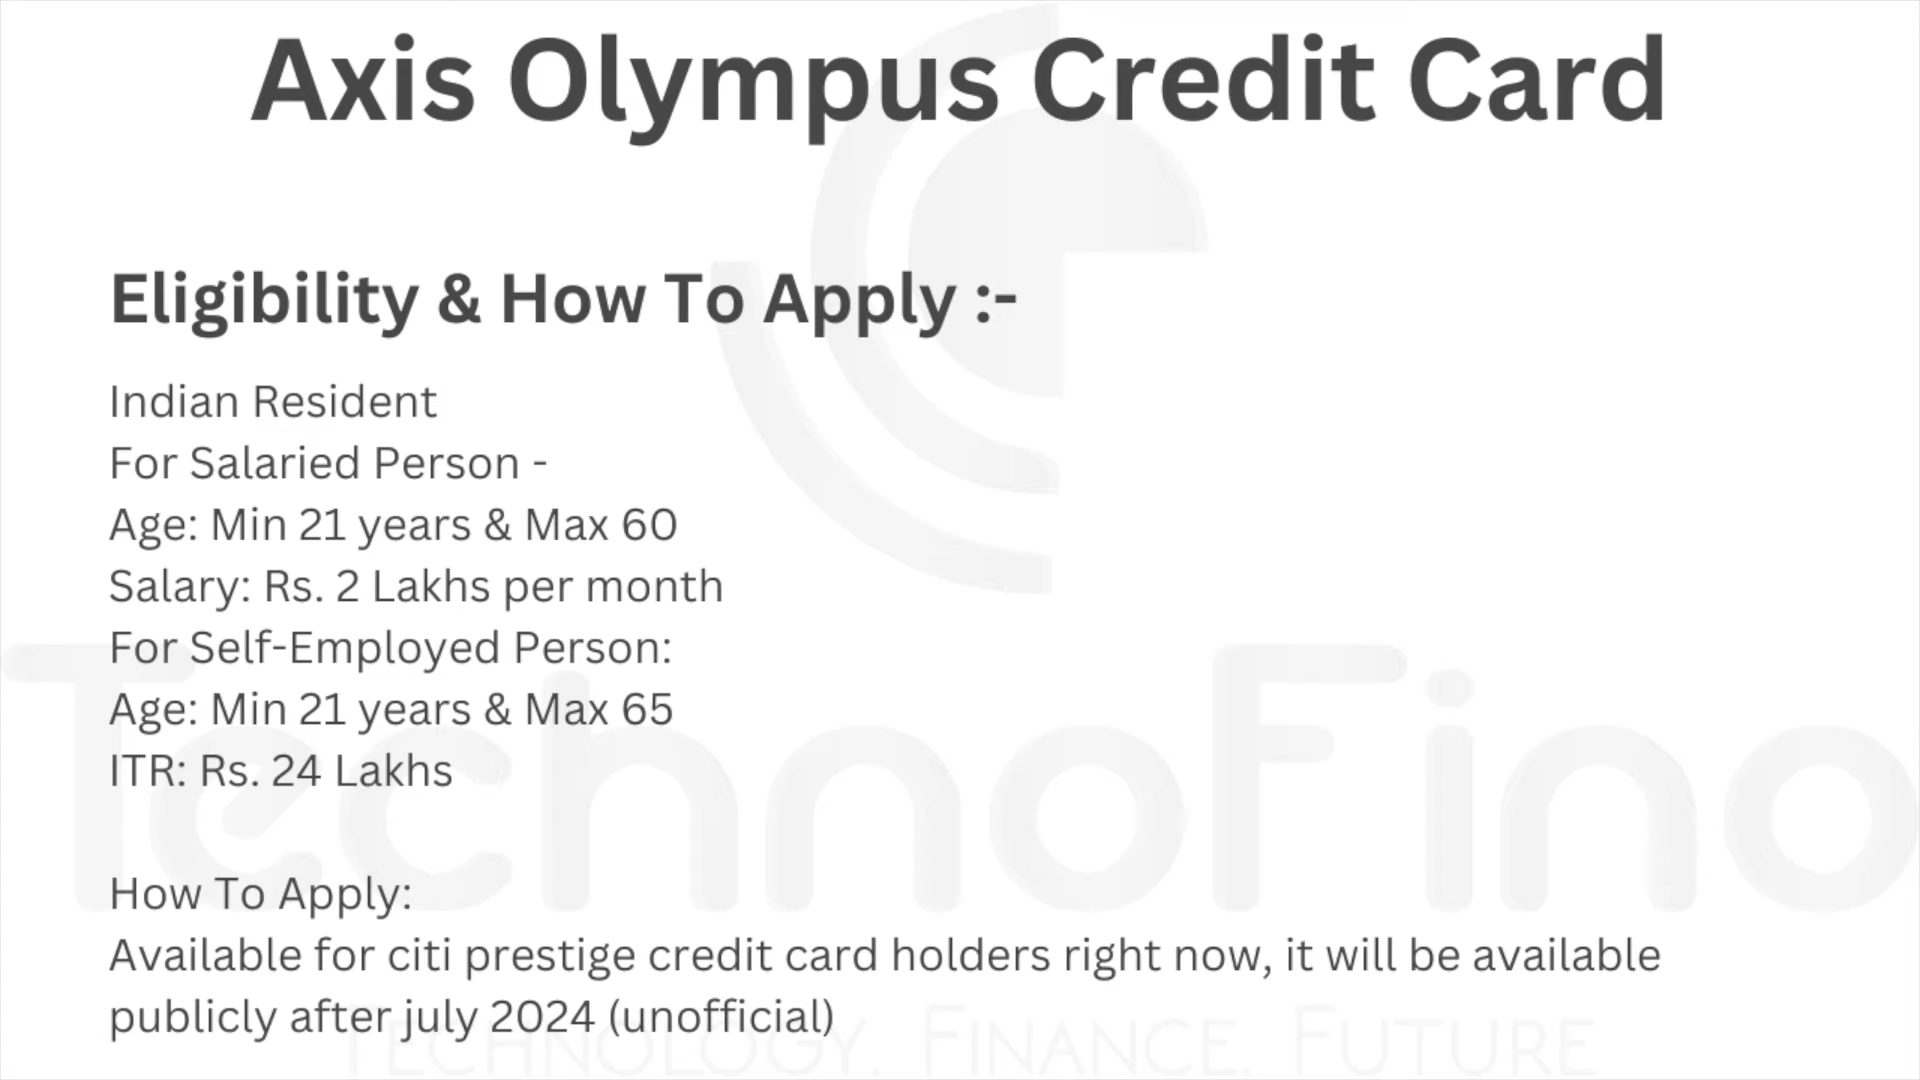 Axis Olympus Credit Card
Eligibility & How To Apply :-
Indian Resident
For Salaried Person -
Age: Min 21 years & Max 60
Salary: Rs. 2 Lakhs per month
For Self-Employed Person:
Age: Min 21 years & Max 65
ITR: Rs. 24 Lakhs
How To Apply:
Available for citi prestige credit card holders right now, it will be available
publicly after july 2024 (unofficial)
TechnoFino
TECHNOLOGY. FINANCE. FUTURE